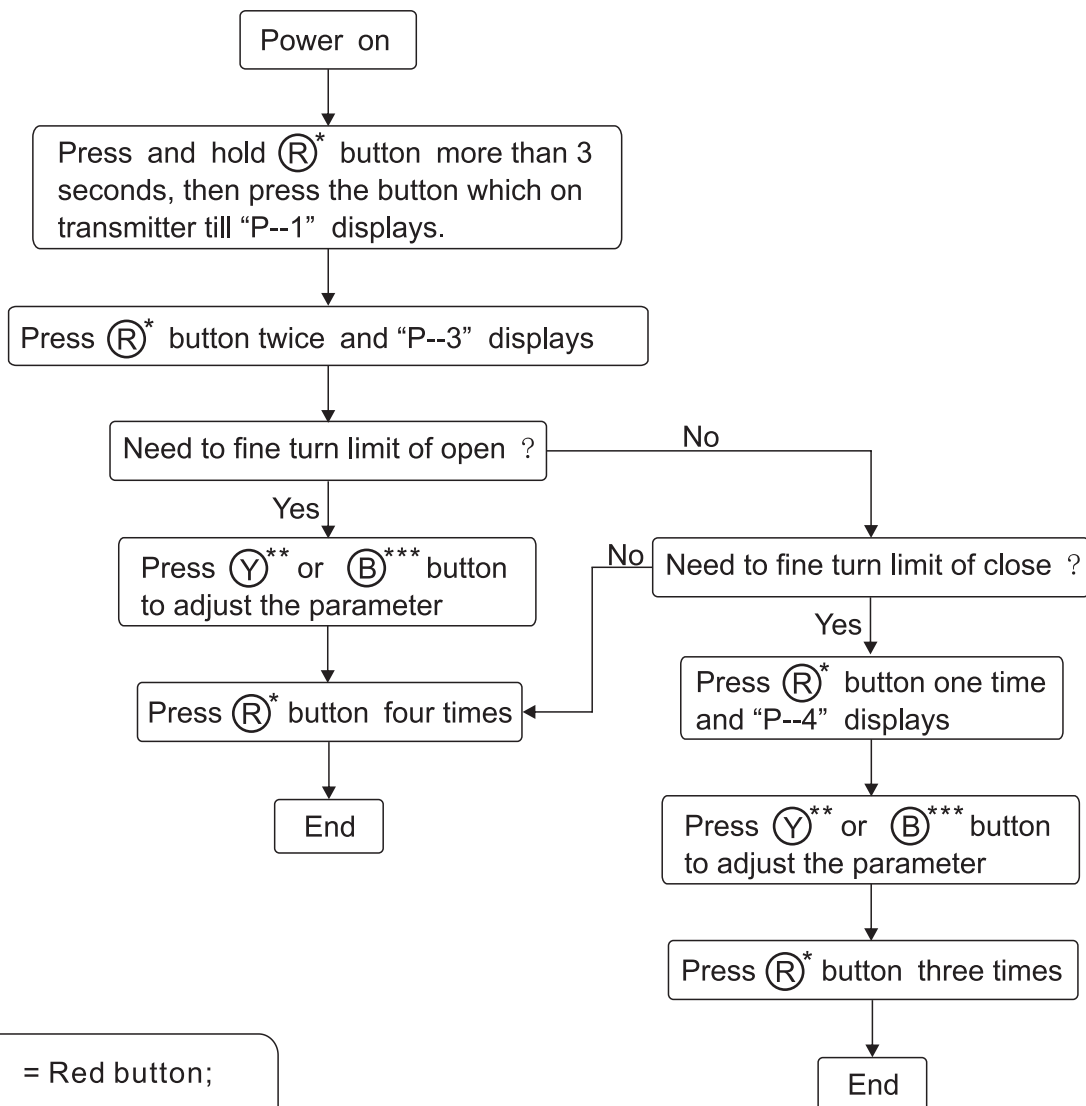 Power on
Press and hold Ⓡ* button more than 3
seconds, then press the button which on
transmitter till “P--1” displays.
Press Ⓡ* button twice and “P--3” displays
Need to fine turn limit of open ?
No
Yes
Press Ⓨ** or Ⓑ*** button
to adjust the parameter
No
Need to fine turn limit of close ?
Yes
Press Ⓡ* button four times
Press Ⓡ* button one time
and “P--4” displays
End
Press Ⓨ** or Ⓑ*** button
to adjust the parameter
Press Ⓡ* button three times
= Red button;
End